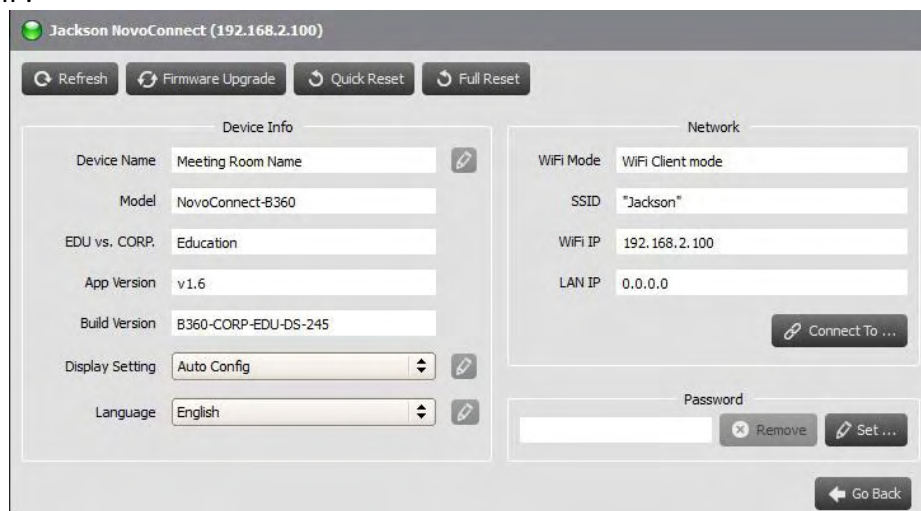 Jackson NovoConnect (192.168.2.100)
Refresh Firmware Upgrade Quick Reset Full Reset
Device Info
Device Name Meeting Room Name
Model NovoConnect-B360
EDU vs. CORP. Education
App Version v1.6
Build Version B360-CORP-EDU-DS-245
Display Setting Auto Config
Language English
Network
WiFi Mode WiFi Client mode
SSID "Jackson"
WiFi IP 192.168.2.100
LAN IP 0.0.0.0
Connect To ...
Password
Remove Set ...
Go Back